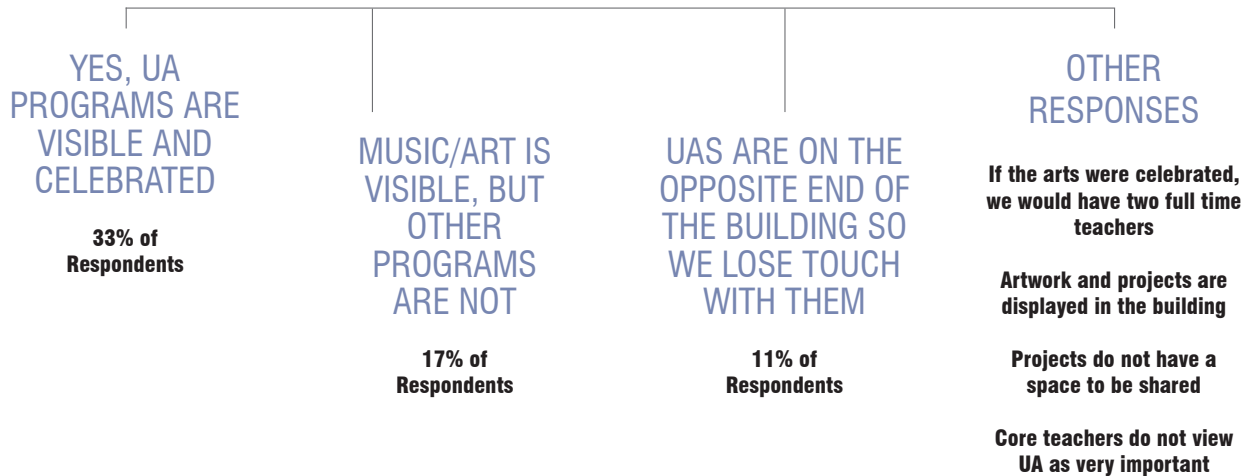 YES, UA
PROGRAMS ARE
VISIBLE AND
CELEBRATED
33% of
Respondents
MUSIC/ART IS
VISIBLE, BUT
OTHER
PROGRAMS
ARE NOT
17% of
Respondents
UAS ARE ON THE
OPPOSITE END OF
THE BUILDING SO
WE LOSE TOUCH
WITH THEM
11% of
Respondents
OTHER
RESPONSES
If the arts were celebrated,
we would have two full time
teachers
Artwork and projects are
displayed in the building
Projects do not have a
space to be shared
Core teachers do not view
UA as very important